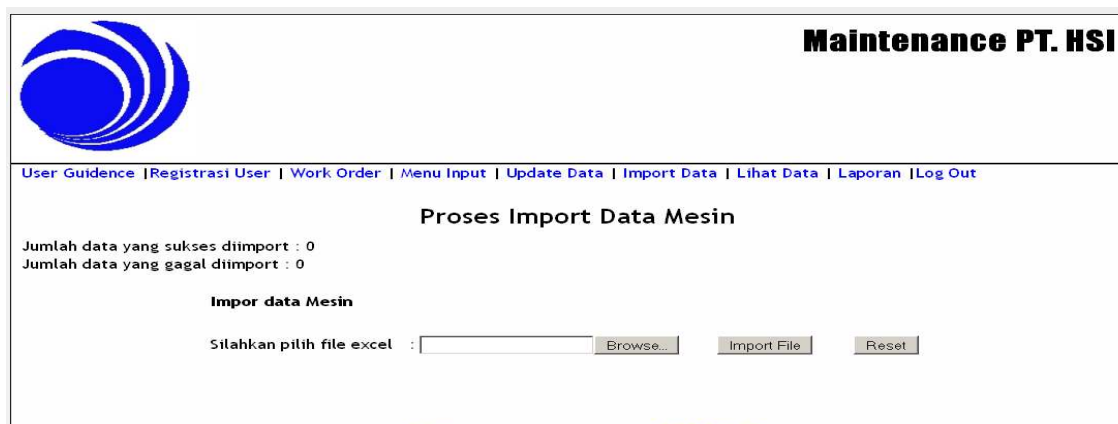 Maintenance PT. HSI
User Guidence |Registrasi User | Work Order | Menu Input | Update Data | Import Data | Lihat Data | Laporan |Log Out
Proses Import Data Mesin
Jumlah data yang sukses diimport : 0
Jumlah data yang gagal diimport : 0
Impor data Mesin
Silahkan pilih file excel : Browse... Import File Reset